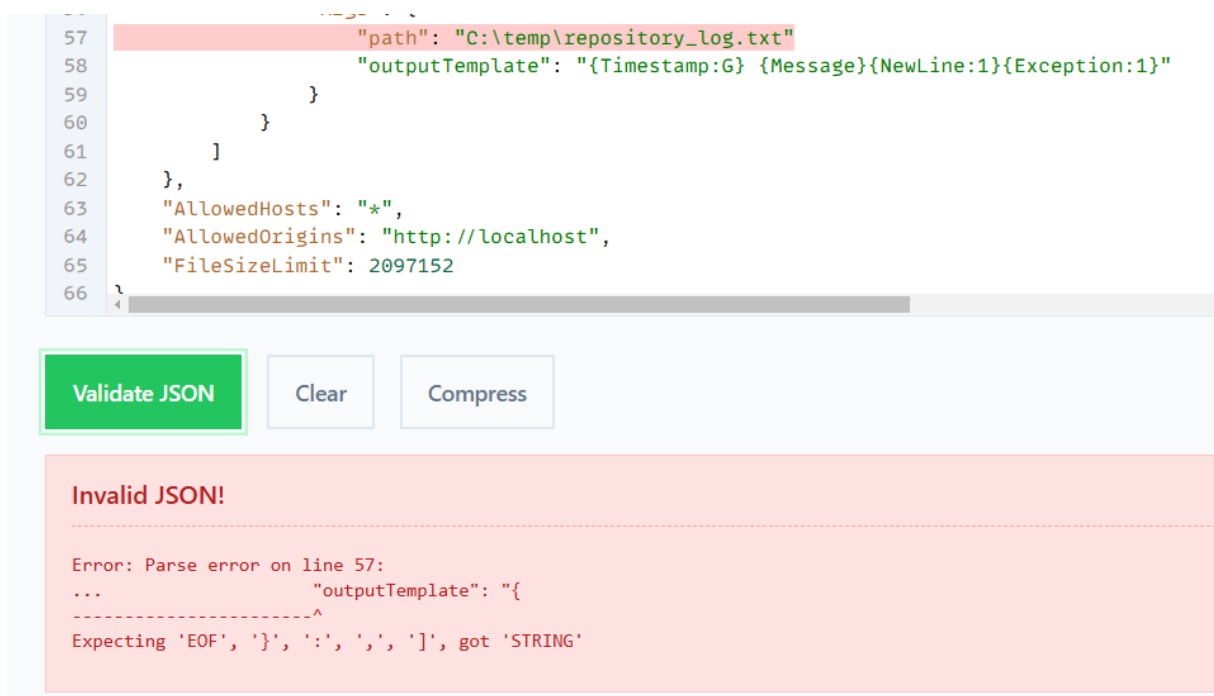 57 "path": "C:\temp\repository_log.txt"
58 "outputTemplate": "{Timestamp:G} {Message}{NewLine:1}{Exception:1}"
59 }
60 }
61 ]
62 },
63 "AllowedHosts": "*",
64 "AllowedOrigins": "http://localhost",
65 "FileSizeLimit": 2097152
66 }
Validate JSON Clear Compress
Invalid JSON!
Error: Parse error on line 57:
... "outputTemplate": "{
-----------------------^
Expecting 'EOF', '}', ':', ',', ']', got 'STRING'